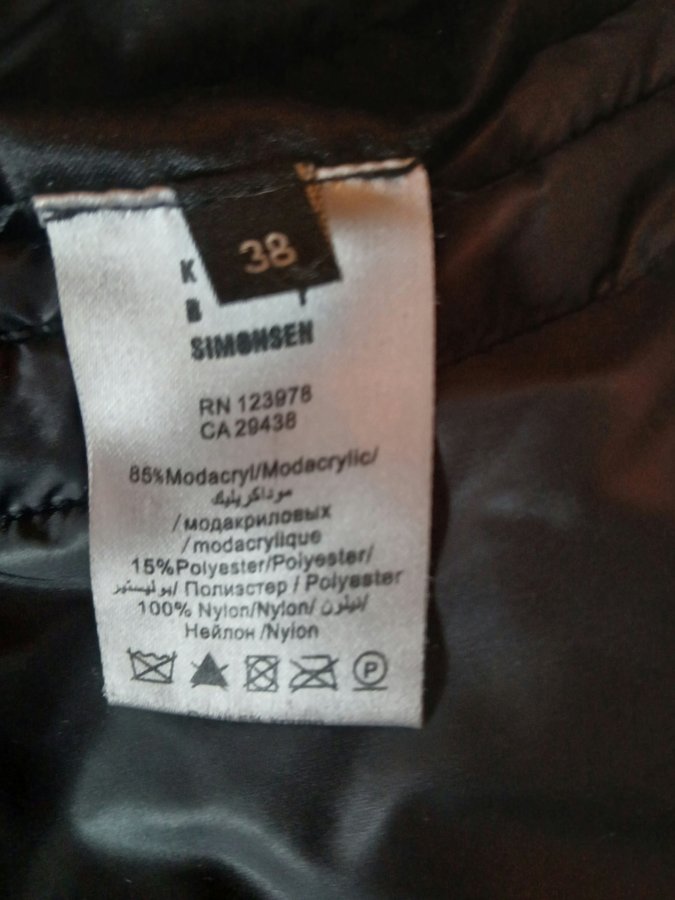 38
K
B
SIMONSEN
RN 123978
CA 29438
85%Modacryl/Modacrylic/
موداكريليك
/модакриловых
/modacrylique
15%Polyester/Polyester/
بوليستر/ Полиэстер / Polyester
100% Nylon/Nylon/ نيلون/
Нейлон /Nylon
P